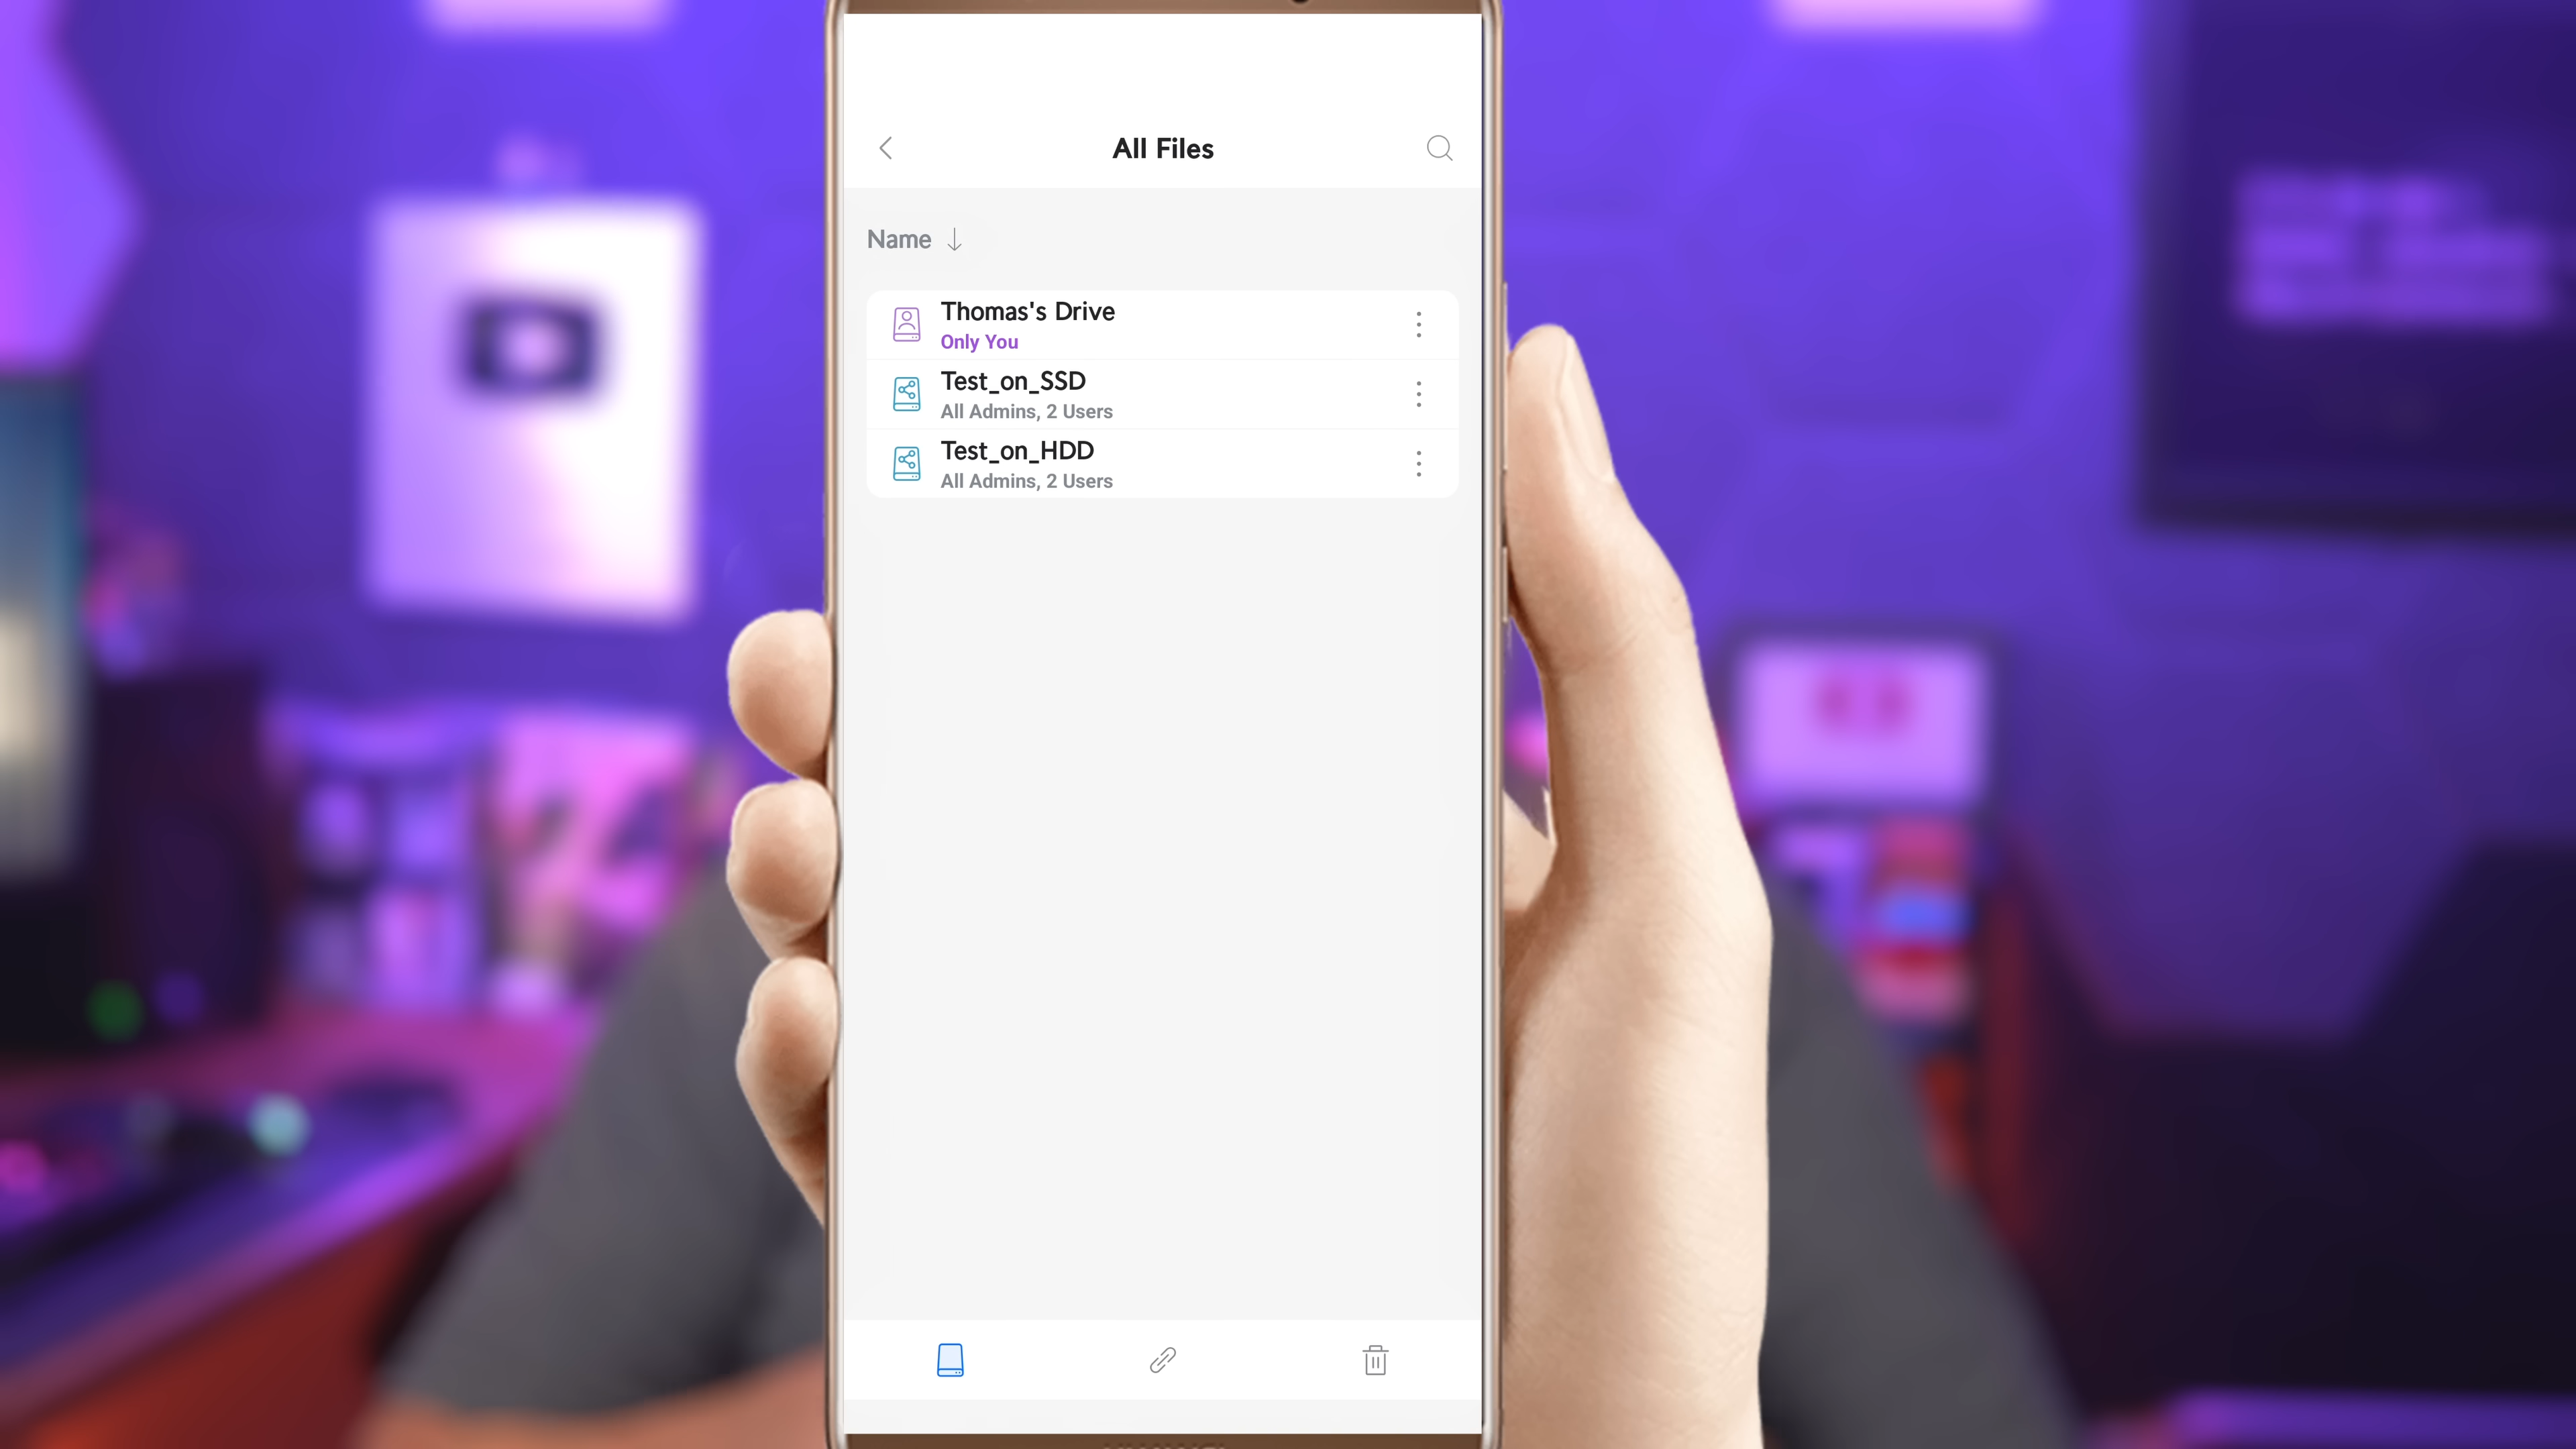 All Files
Name
Thomas's Drive
Only You
Test_on_SSD
All Admins, 2 Users
Test_on_HDD
All Admins, 2 Users